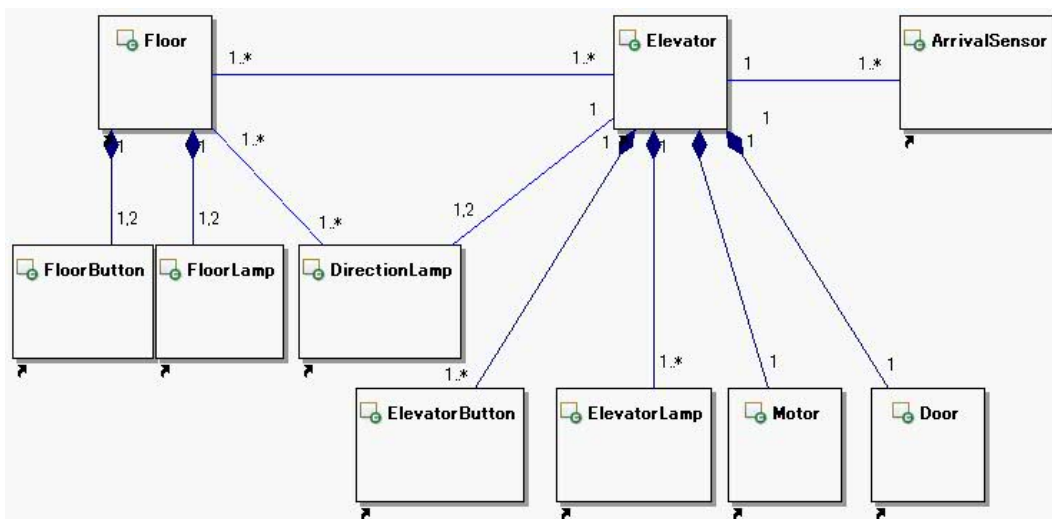 Floor
Elevator
ArrivalSensor
1..*
1..*
1
1..*
1
1
1..*
1
1
1
1
1
1
1,2
1,2
1..*
1,2
FloorButton
FloorLamp
DirectionLamp
1..*
1..*
1
1
ElevatorButton
ElevatorLamp
Motor
Door